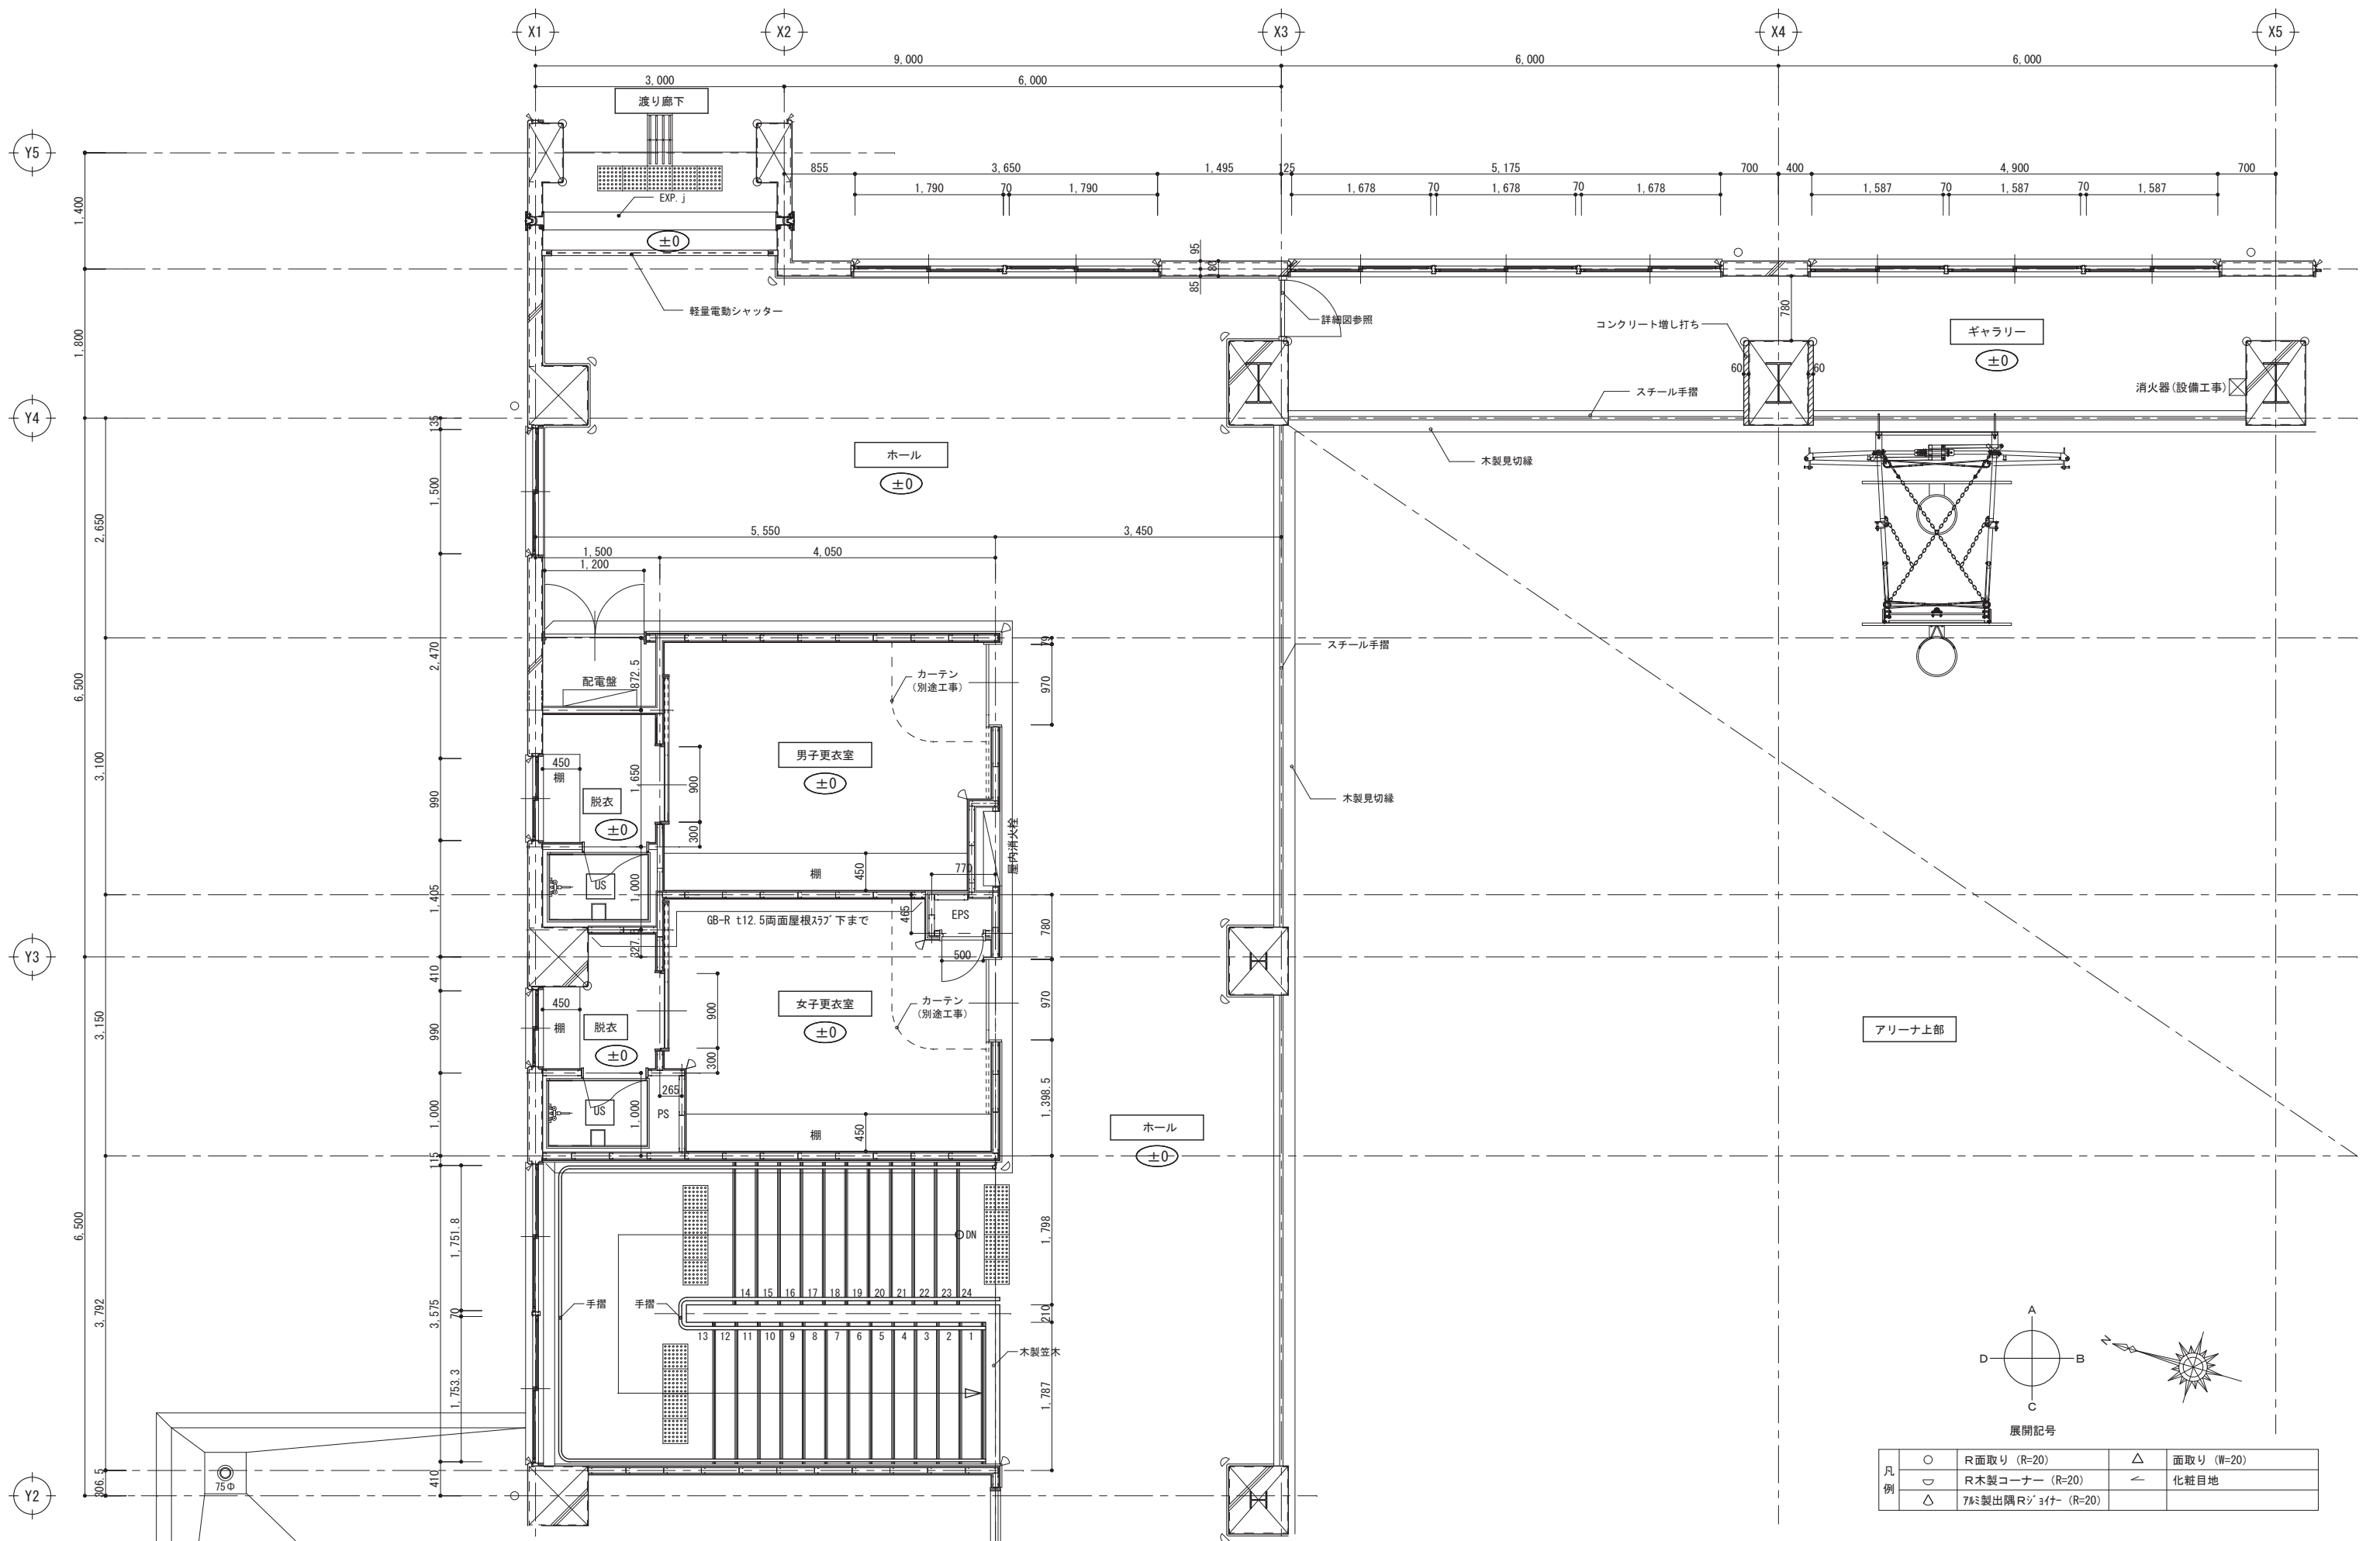 X1
X2
X3
X4
X5
9,000
6,000
6,000
3,000
6,000
渡り廊下
Y5
855
3,650
1,495
125
5,175
700
400
4,900
700
1,790
70
1,790
1,678
70
1,678
70
1,678
1,587
70
1,587
70
1,587
EXP.j
1,400
±0
95
180
85
軽量電動シャッター
詳細図参照
コンクリート増し打ち
780
ギャラリー
±0
1,800
60
60
消火器(設備工事)
スチール手摺
Y4
135
ホール
±0
木製見切縁
1,500
2,650
5,550
3,450
1,500
4,050
1,200
2,470
872.5
79
スチール手摺
カーテン
(別途工事)
970
配電盤
6,500
男子更衣室
±0
3,100
450
棚
1,650
900
990
脱衣
±0
木製見切縁
300
屋内消火栓
450
770
棚
US
1,000
1,405
465
EPS
GB-R t12.5両面屋根ｽﾗﾌﾞ下まで
780
327.
Y3
500
410
450
女子更衣室
±0
カーテン
(別途工事)
970
900
棚
脱衣
±0
990
3,150
アリーナ上部
300
265
1,398.5
US
1,000
PS
1,000
450
棚
ホール
±0
115
6,500
1,751.8
1,798
DN
14 15 16 17 18 19 20 21 22 23 24
手摺
手摺
210
3,575
70
3,792
13 12 11 10 9 8 7 6 5 4 3 2 1
木製笠木
1,753.3
1,787
A
D
B
C
N
展開記号
75Φ
306.5
410
Y2
凡例
R面取り (R=20)
面取り (W=20)
R木製コーナー (R=20)
化粧目地
ｱﾙﾐ製出隅Rｼﾞｮｲﾅｰ (R=20)